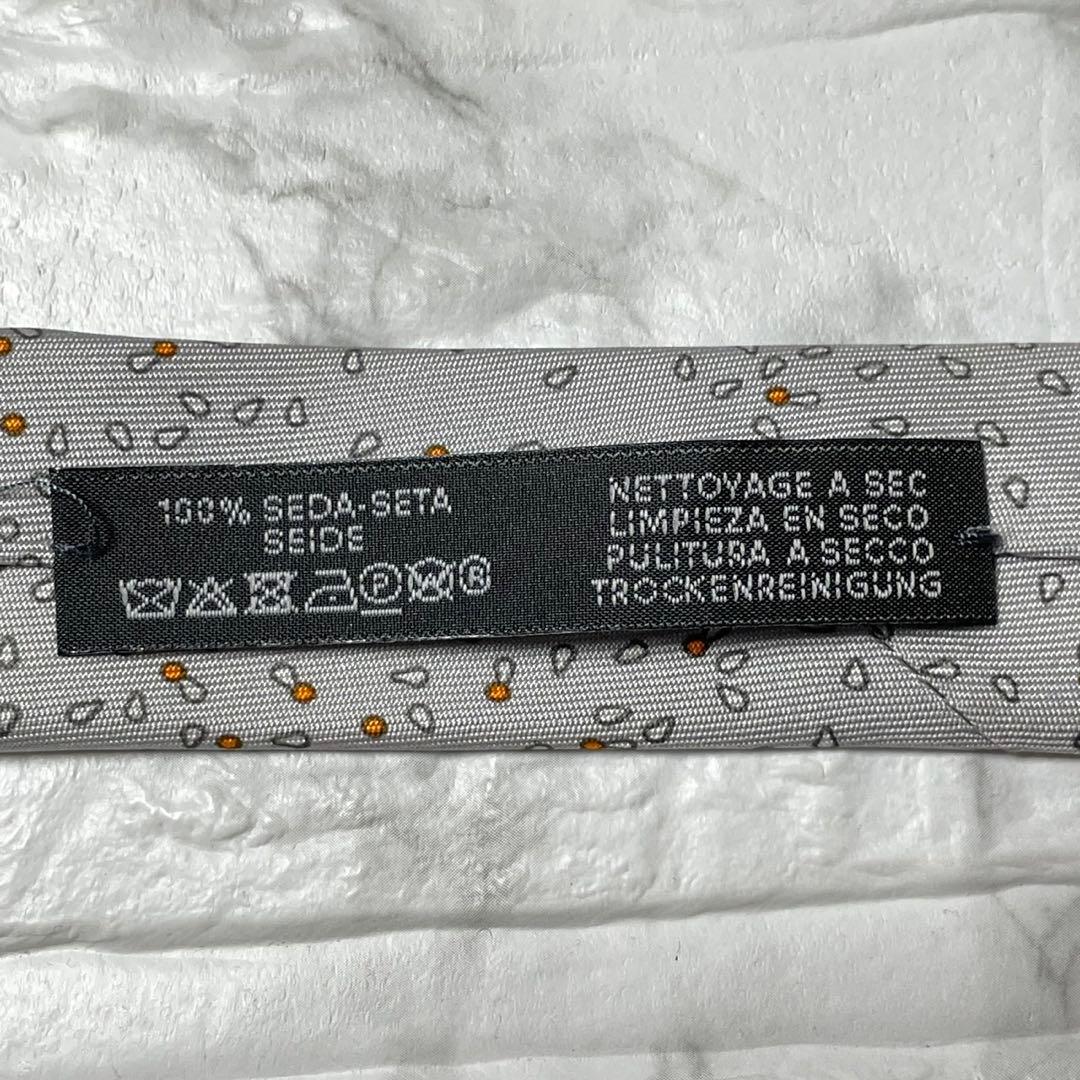 100% SEDA-SETA
SEIDE
NETTOYAGE A SEC
LIMPIEZA EN SECO
PULITURA A SECCO
TROCKENREINIGUNG
P W ®